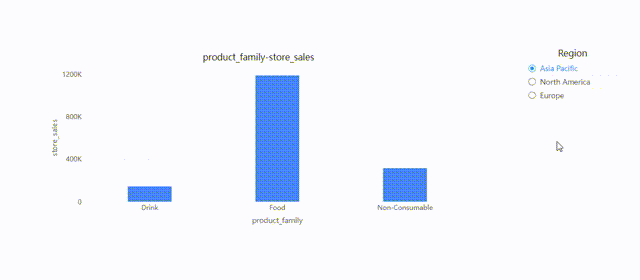 product_family-store_sales
1200K
800K
400K
0
store_sales
Drink
Food
Non-Consumable
product_family
Region
Asia Pacific
North America
Europe